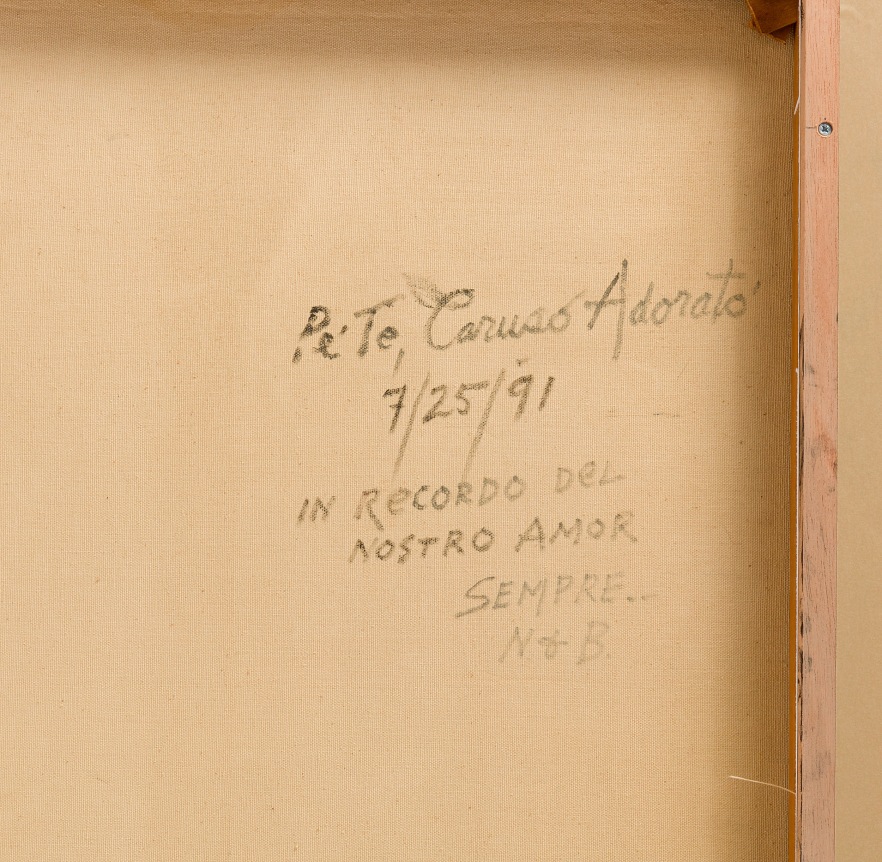 Pe' Te, Caruso Adorato'
7/25/91
IN RECORDO DEL
NOSTRO AMOR
SEMPRE..
N & B.